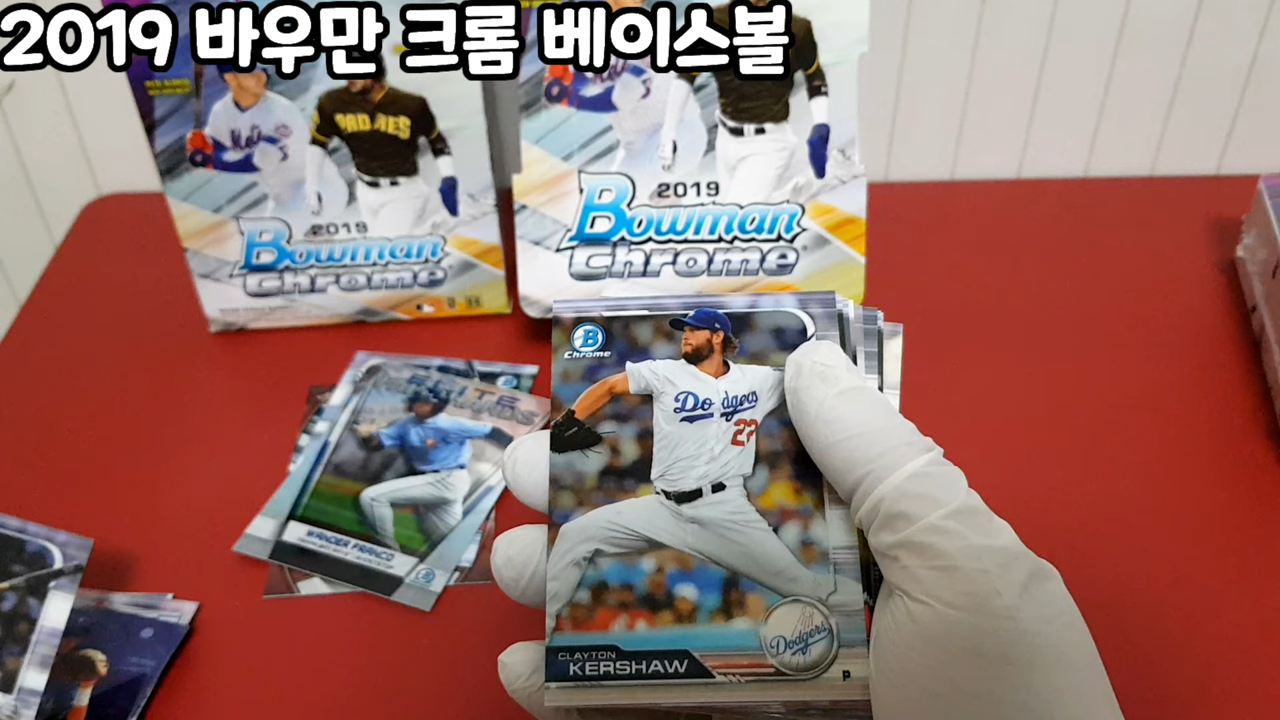 2019 바우만 크롬 베이스볼
Mets
PADRES
2019
Bowman
Chrome
2019
Bowman
Chrome
B
Chrome
Dodgers
22
Dodgers
CLAYTON
KERSHAW
P
WANDER FRANCO